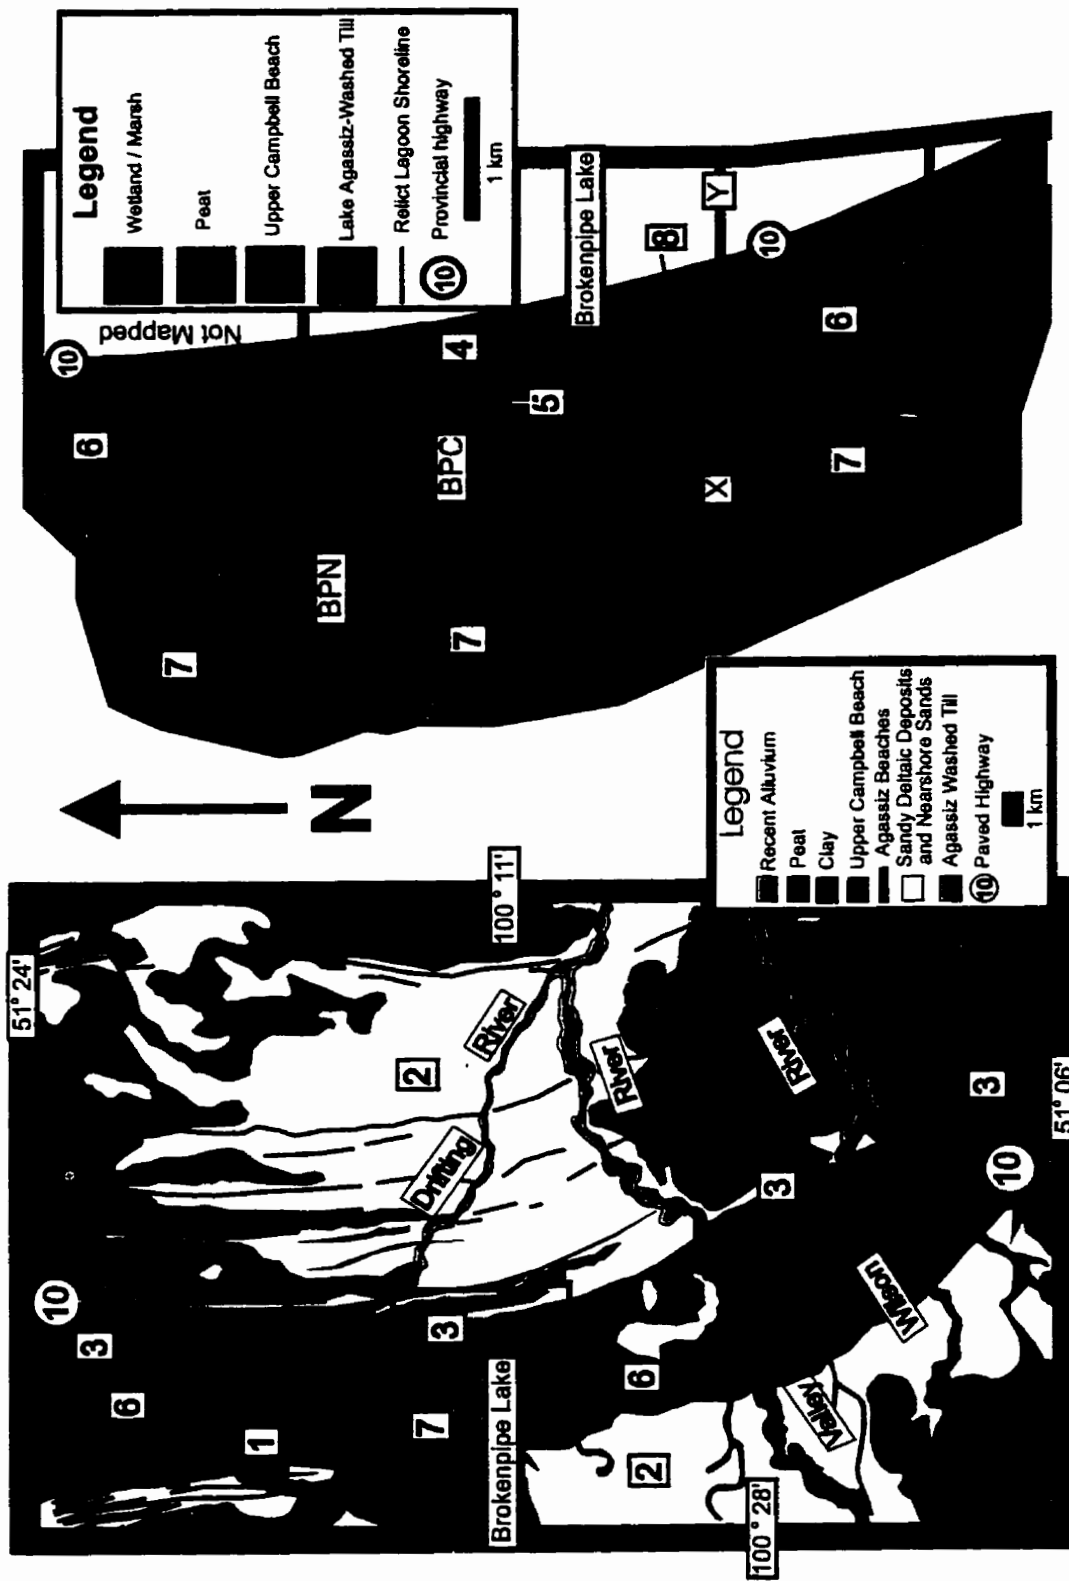 51° 24'
10
3
6
1
7
3
2
Drifting
River
100° 11'
Brokenpipe Lake
River
6
2
3
River
Valley
Wilson
3
10
100° 28'
51° 06'
N
Legend
Recent Alluvium
Peat
Clay
Upper Campbell Beach
Agassiz Beaches
Sandy Deltaic Deposits
and Nearshore Sands
Agassiz Washed Till
10 Paved Highway
1 km
10
Not Mapped
6
7
BPN
BPC
4
7
5
Brokenpipe Lake
8
X
Y
10
6
7
Legend
Wetland / Marsh
Peat
Upper Campbell Beach
Lake Agassiz-Washed Till
Relict Lagoon Shoreline
10 Provincial highway
1 km